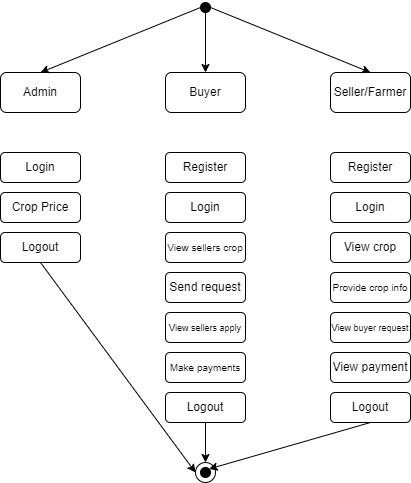 Admin
Buyer
Seller/Farmer
Login
Register
Register
Crop Price
Login
Login
Logout
View sellers crop
View crop
Send request
Provide crop info
View sellers apply
View buyer request
Make payments
View payment
Logout
Logout